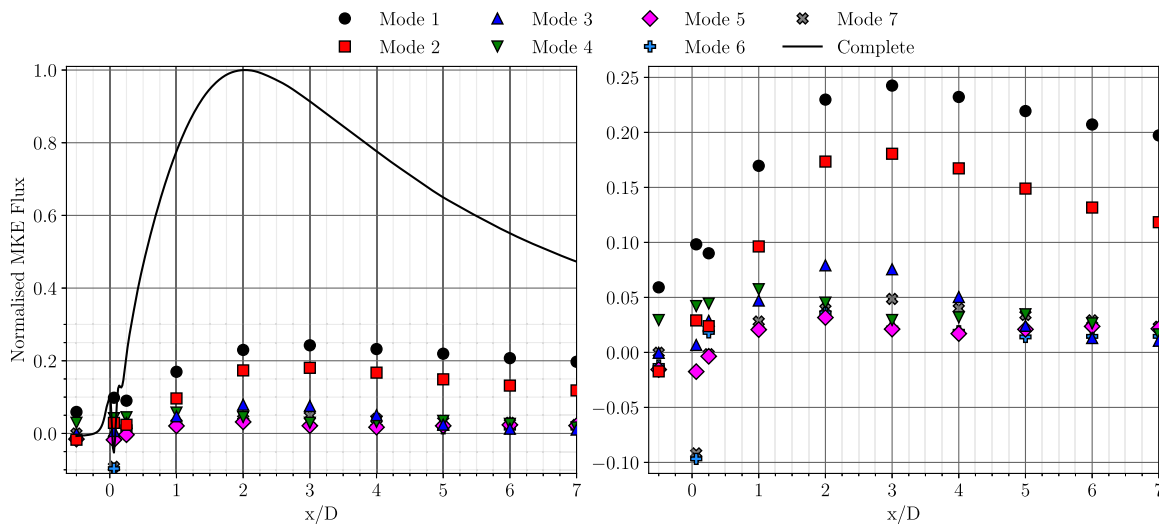 Mode 1 Mode 3 Mode 5 Mode 7
Mode 2 Mode 4 Mode 6 Complete
Normalised MIKE Flux
1.0
0.8
0.6
0.4
0.2
0.0
0 1 2 3 4 5 6 7
x/D
0.25
0.20
0.15
0.10
0.05
0.00
−0.05
−0.10
0 1 2 3 4 5 6 7
x/D